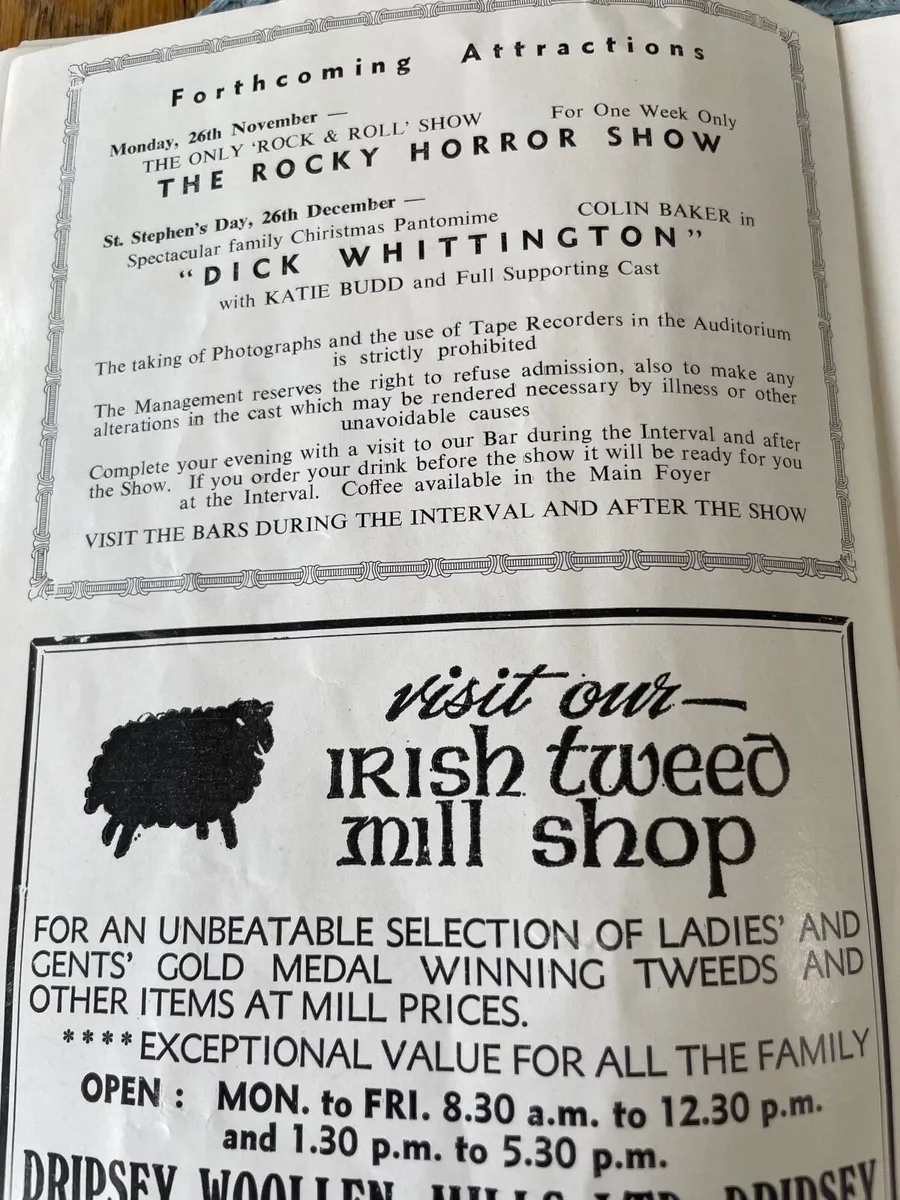 Forthcoming Attractions
Monday, 26th November —
THE ONLY 'ROCK & ROLL' SHOW For One Week Only
THE ROCKY HORROR SHOW
St. Stephen's Day, 26th December —
Spectacular family Chiristmas Pantomime COLIN BAKER in
“DICK WHITTINGTON”
with KATIE BUDD and Full Supporting Cast
The taking of Photographs and the use of Tape Recorders in the Auditorium
is strictly prohibited
The Management reserves the right to refuse admission, also to make any
alterations in the cast which may be rendered necessary by illness or other
unavoidable causes
Complete your evening with a visit to our Bar during the Interval and after
the Show. If you order your drink before the show it will be ready for you
at the Interval. Coffee available in the Main Foyer
VISIT THE BARS DURING THE INTERVAL AND AFTER THE SHOW
visit our—
IRISh tweed
mill shop
FOR AN UNBEATABLE SELECTION OF LADIES' AND
GENTS' GOLD MEDAL WINNING TWEEDS AND
OTHER ITEMS AT MILL PRICES.
****EXCEPTIONAL VALUE FOR ALL THE FAMILY
OPEN : MON. to FRI. 8.30 a.m. to 12.30 p.m.
and 1.30 p.m. to 5.30 p.m.
DRIPSEY WOOLLEN MILLS LTD. DRIPSEY